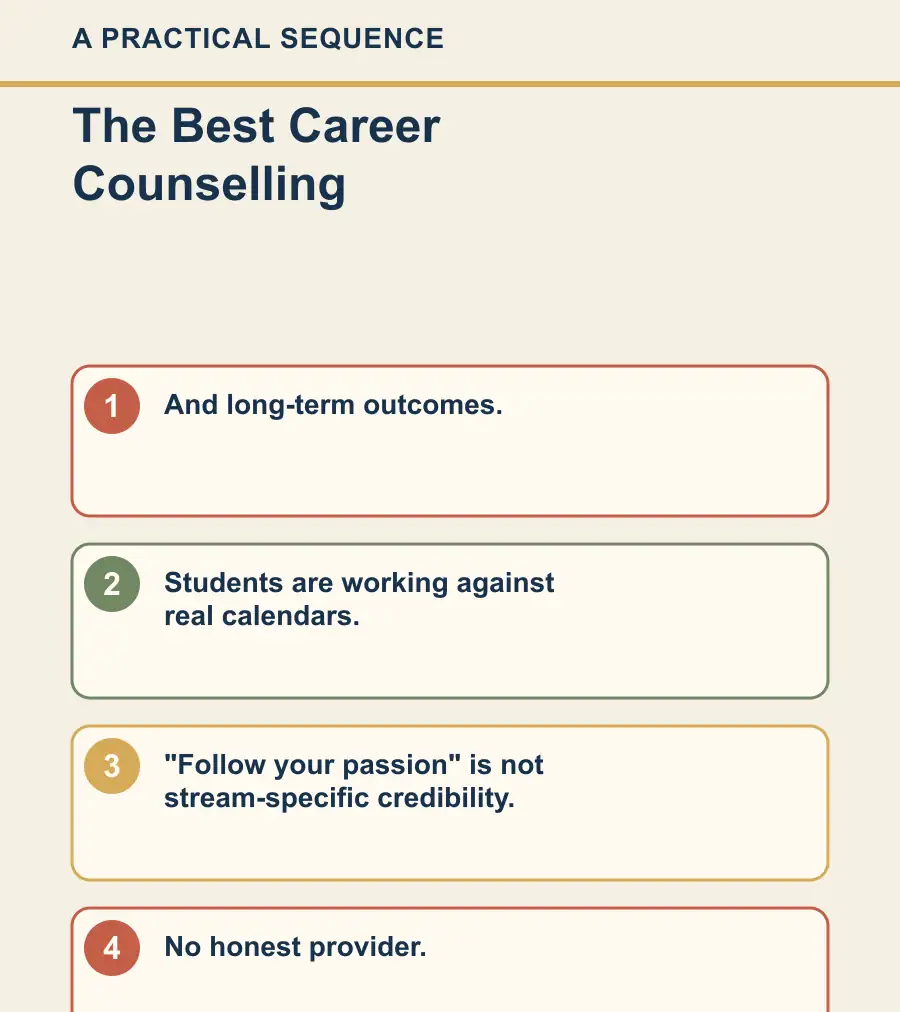 A PRACTICAL SEQUENCE
The Best Career
Counselling
1
And long-term outcomes.
2
Students are working against
real calendars.
3
"Follow your passion" is not
stream-specific credibility.
4
No honest provider.